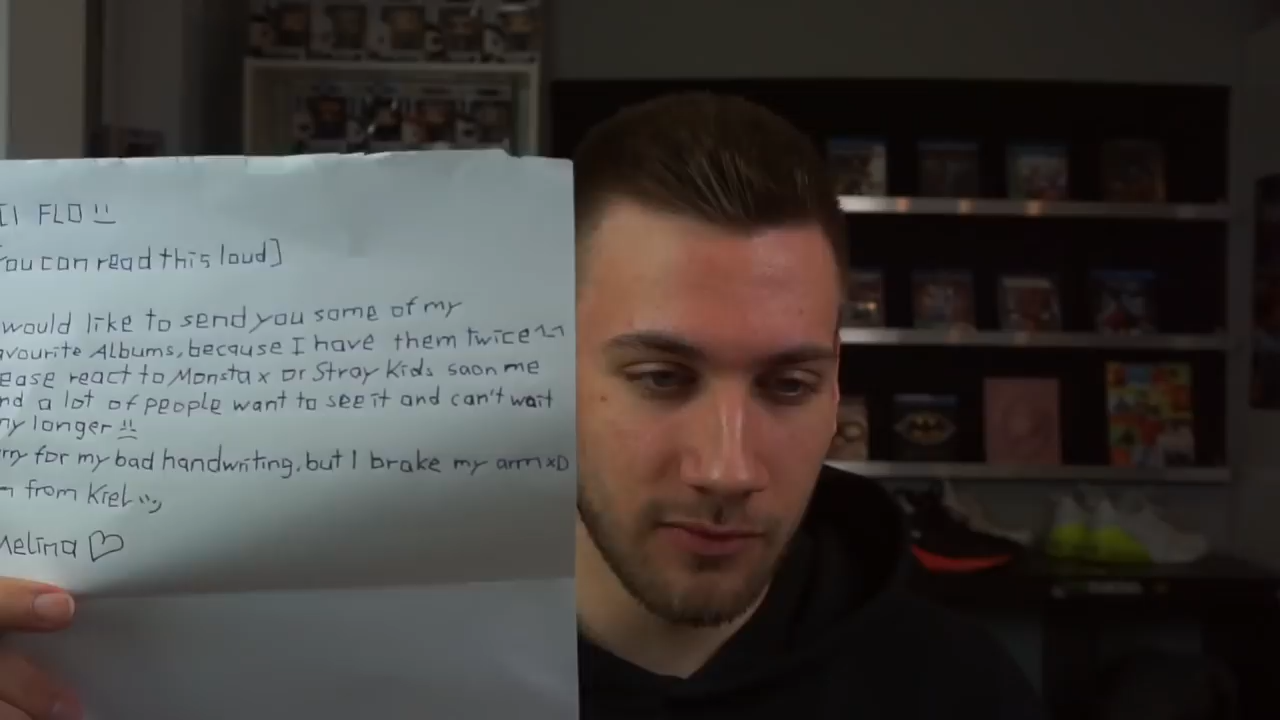 I FLO
ou can read this loud]
would like to send you some of my
avourite Albums, because I have them twice ^^
ease react to Monsta x or Stray Kids soon me
nd a lot of people want to see it and can't wait
ny longer
rry for my bad handwriting, but I brake my arm xD
m from Kiel
Melina ♡